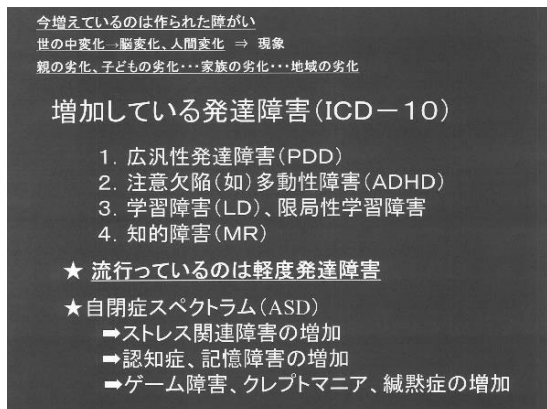 今増えているのは作られた障がい
世の中変化→脳変化、人間変化 ⇒ 現象
親の劣化、子どもの劣化・・・家族の劣化・・・地域の劣化
増加している発達障害(ICD－10)
1. 広汎性発達障害(PDD)
2. 注意欠陥(如)多動性障害(ADHD)
3. 学習障害(LD)、限局性学習障害
4. 知的障害(MR)
★ 流行っているのは軽度発達障害
★自閉症スペクトラム(ASD)
➡ストレス関連障害の増加
➡認知症、記憶障害の増加
➡ゲーム障害、クレプトマニア、緘黙症の増加